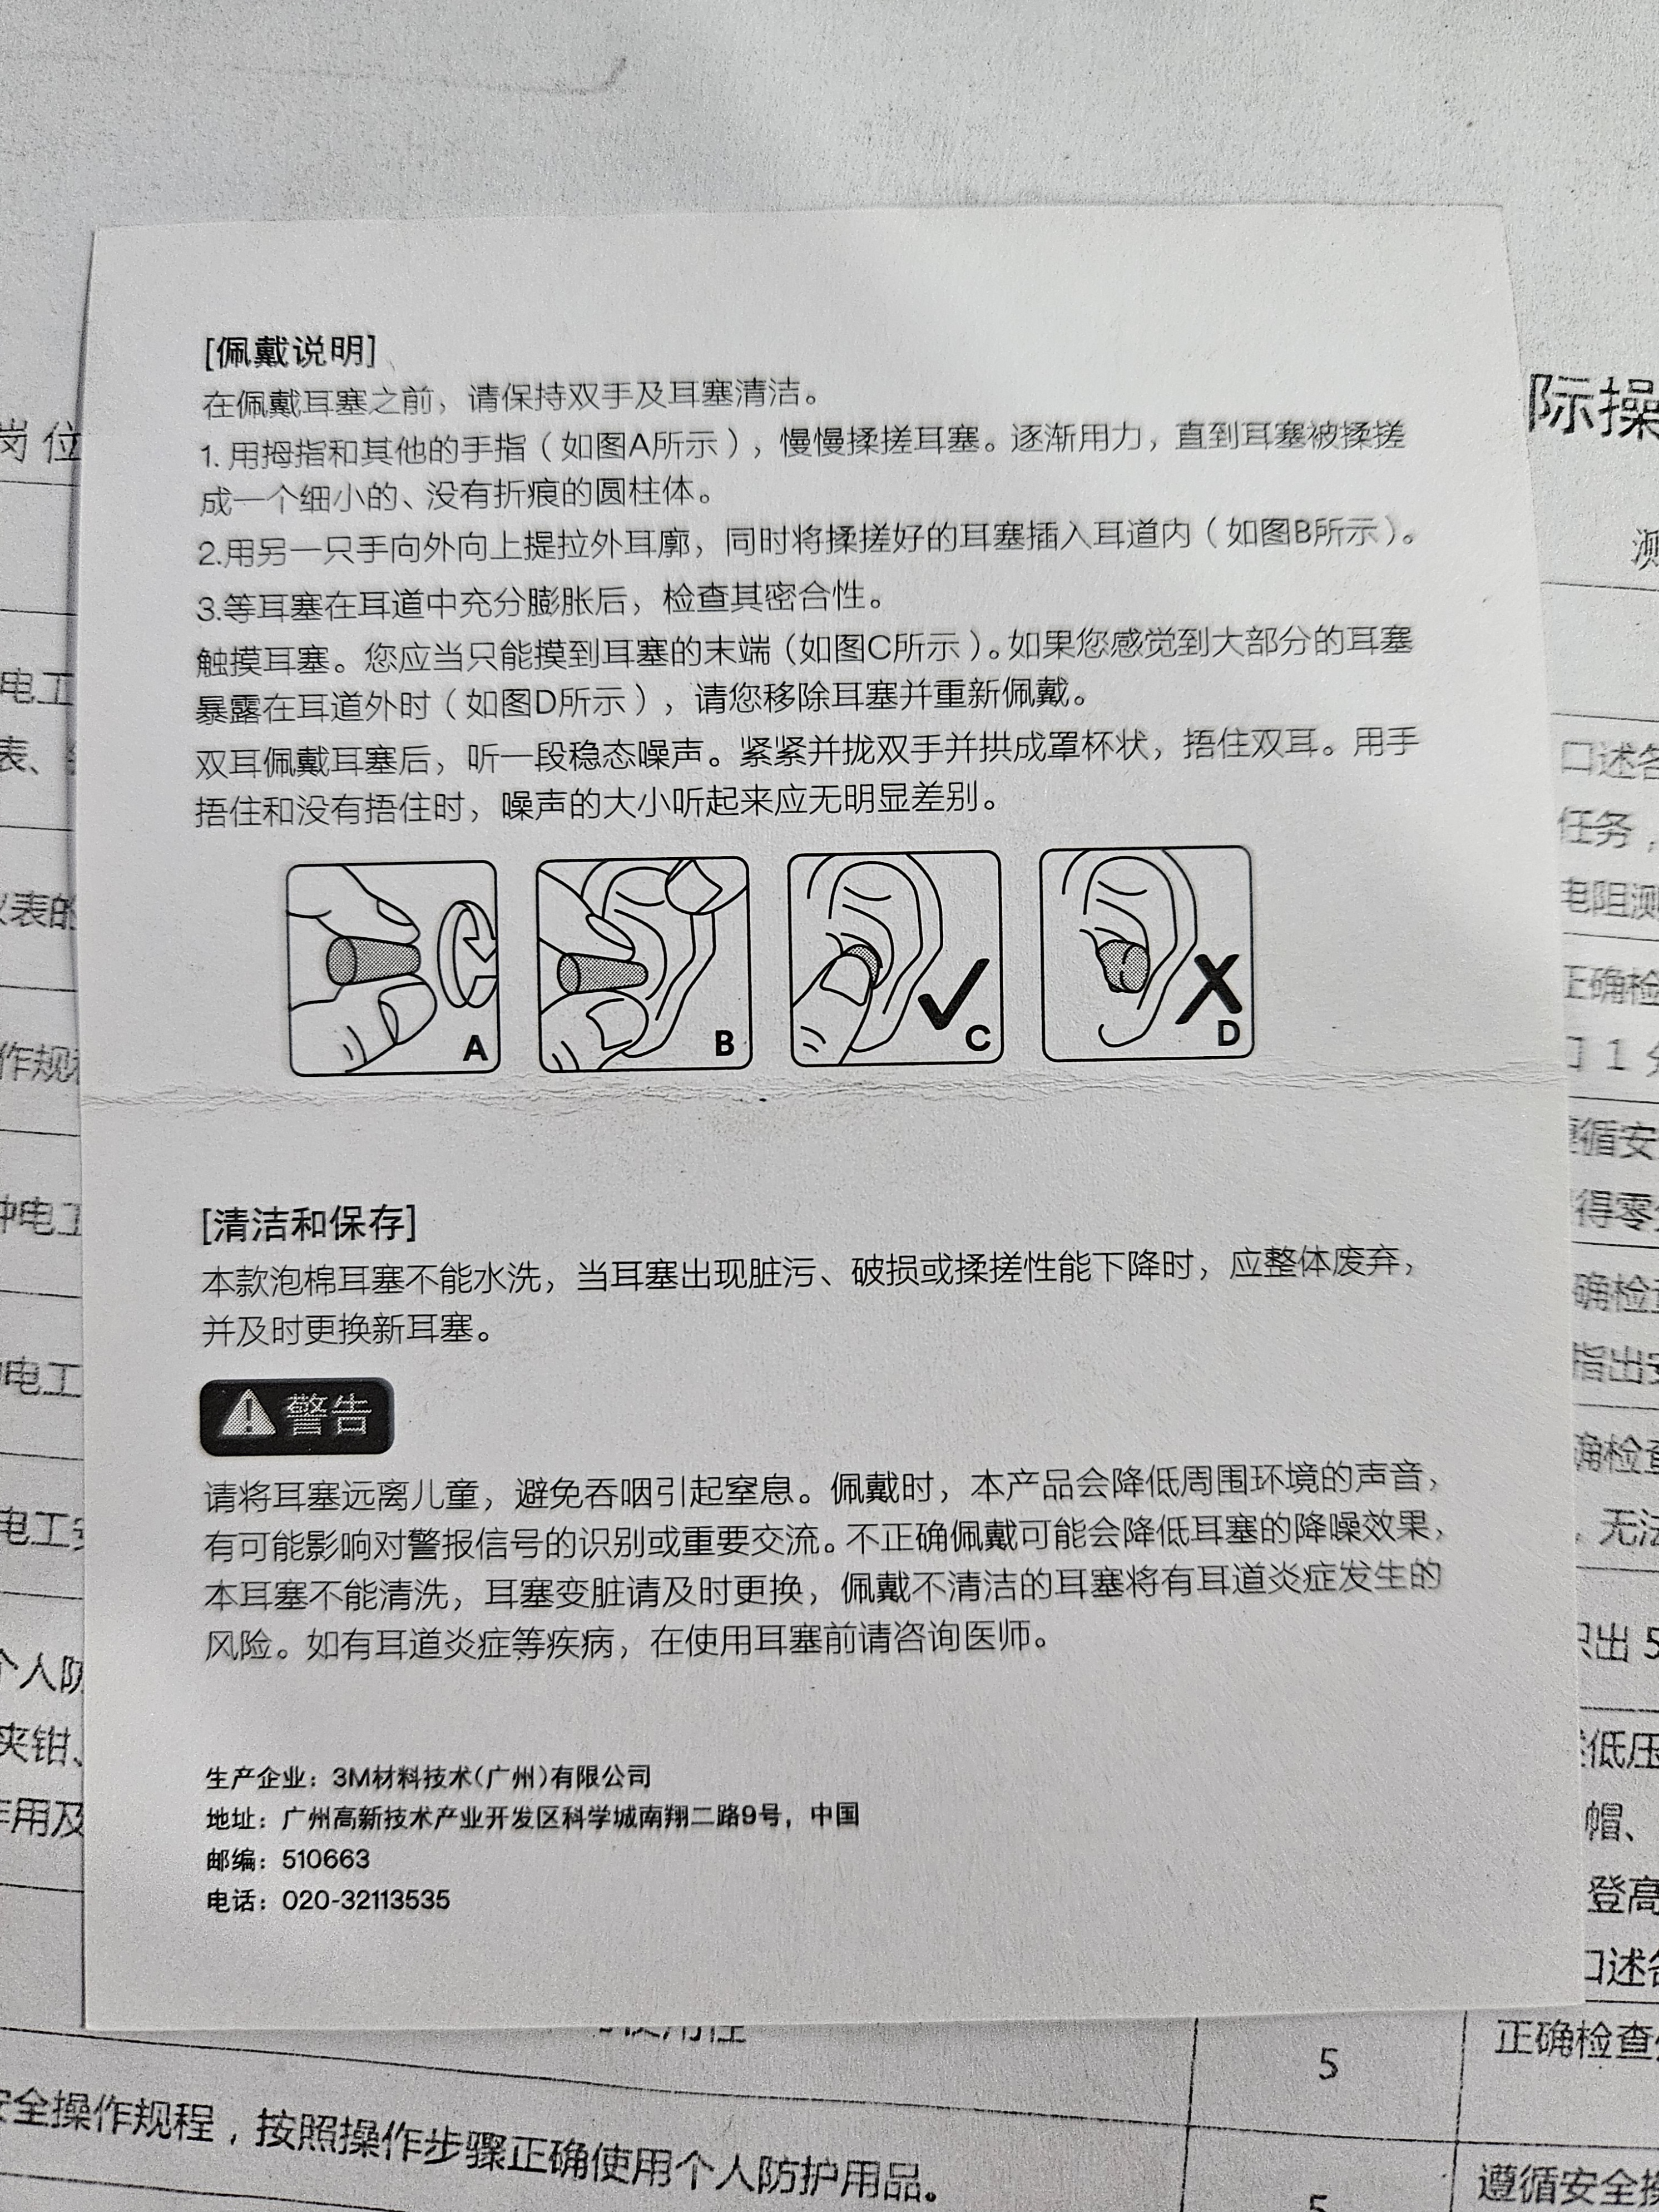 [佩戴说明]
在佩戴耳塞之前，请保持双手及耳塞清洁。
1. 用拇指和其他的手指（如图A所示），慢慢揉搓耳塞。逐渐用力，直到耳塞被揉搓
成一个细小的、没有折痕的圆柱体。
2.用另一只手向外向上提拉外耳廓，同时将揉搓好的耳塞插入耳道内（如图B所示）。
3.等耳塞在耳道中充分膨胀后，检查其密合性。
触摸耳塞。您应当只能摸到耳塞的末端（如图C所示）。如果您感觉到大部分的耳塞
暴露在耳道外时（如图D所示），请您移除耳塞并重新佩戴。
双耳佩戴耳塞后，听一段稳态噪声。紧紧并拢双手并拱成罩杯状，捂住双耳。用手
捂住和没有捂住时，噪声的大小听起来应无明显差别。
A
B
C
D
[清洁和保存]
本款泡棉耳塞不能水洗，当耳塞出现脏污、破损或揉搓性能下降时，应整体废弃，
并及时更换新耳塞。
警告
请将耳塞远离儿童，避免吞咽引起窒息。佩戴时，本产品会降低周围环境的声音，
有可能影响对警报信号的识别或重要交流。不正确佩戴可能会降低耳塞的降噪效果，
本耳塞不能清洗，耳塞变脏请及时更换，佩戴不清洁的耳塞将有耳道炎症发生的
风险。如有耳道炎症等疾病，在使用耳塞前请咨询医师。
生产企业：3M材料技术（广州）有限公司
地址：广州高新技术产业开发区科学城南翔二路9号，中国
邮编：510663
电话：020-32113535
岗位
电工
表、
仪表的
作规
种电工
电工
电工安
个人防
夹钳、
作用及
际操
测
口述各
任务，
电阻测
正确检
1 分
遵循安
得零分
确检查
指出安
确检查
，无法
只出 5
低压
帽、
登高
口述各
使用性
5
正确检查
安全操作规程，按照操作步骤正确使用个人防护用品。
5
遵循安全操